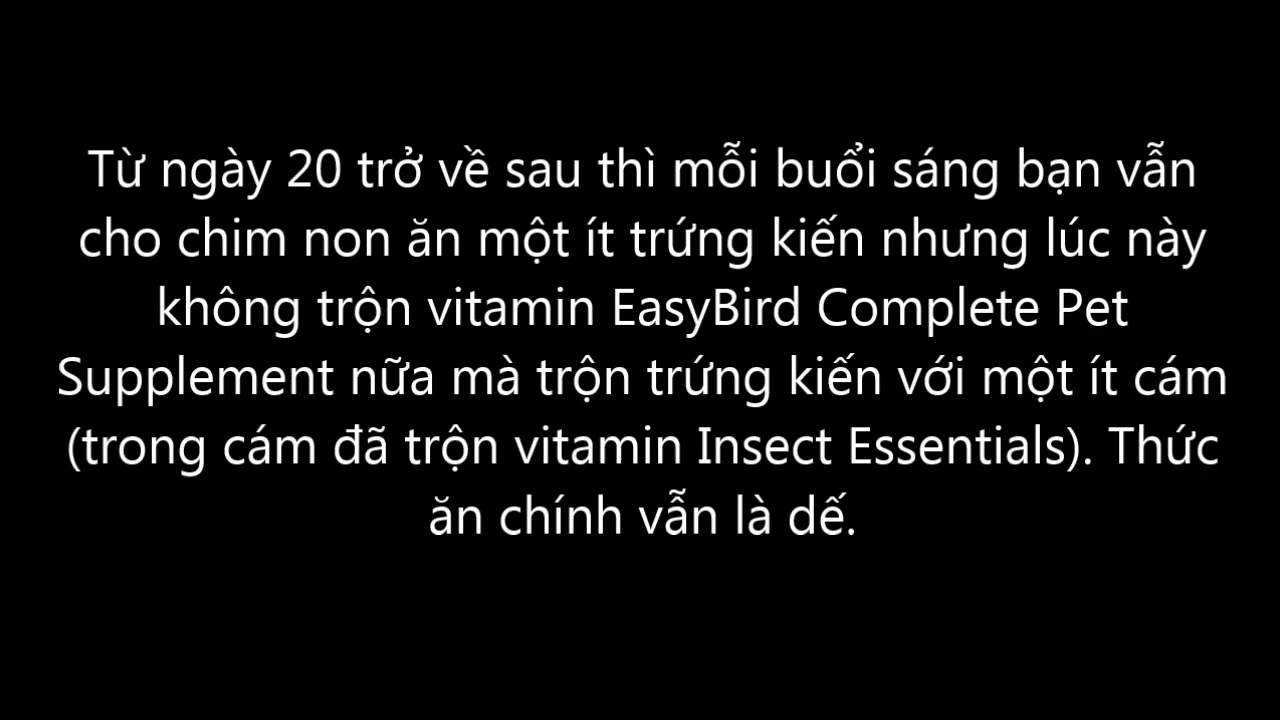 Từ ngày 20 trở về sau thì mỗi buổi sáng bạn vẫn
cho chim non ăn một ít trứng kiến nhưng lúc này
không trộn vitamin EasyBird Complete Pet
Supplement nữa mà trộn trứng kiến với một ít cám
(trong cám đã trộn vitamin Insect Essentials). Thức
ăn chính vẫn là dế.